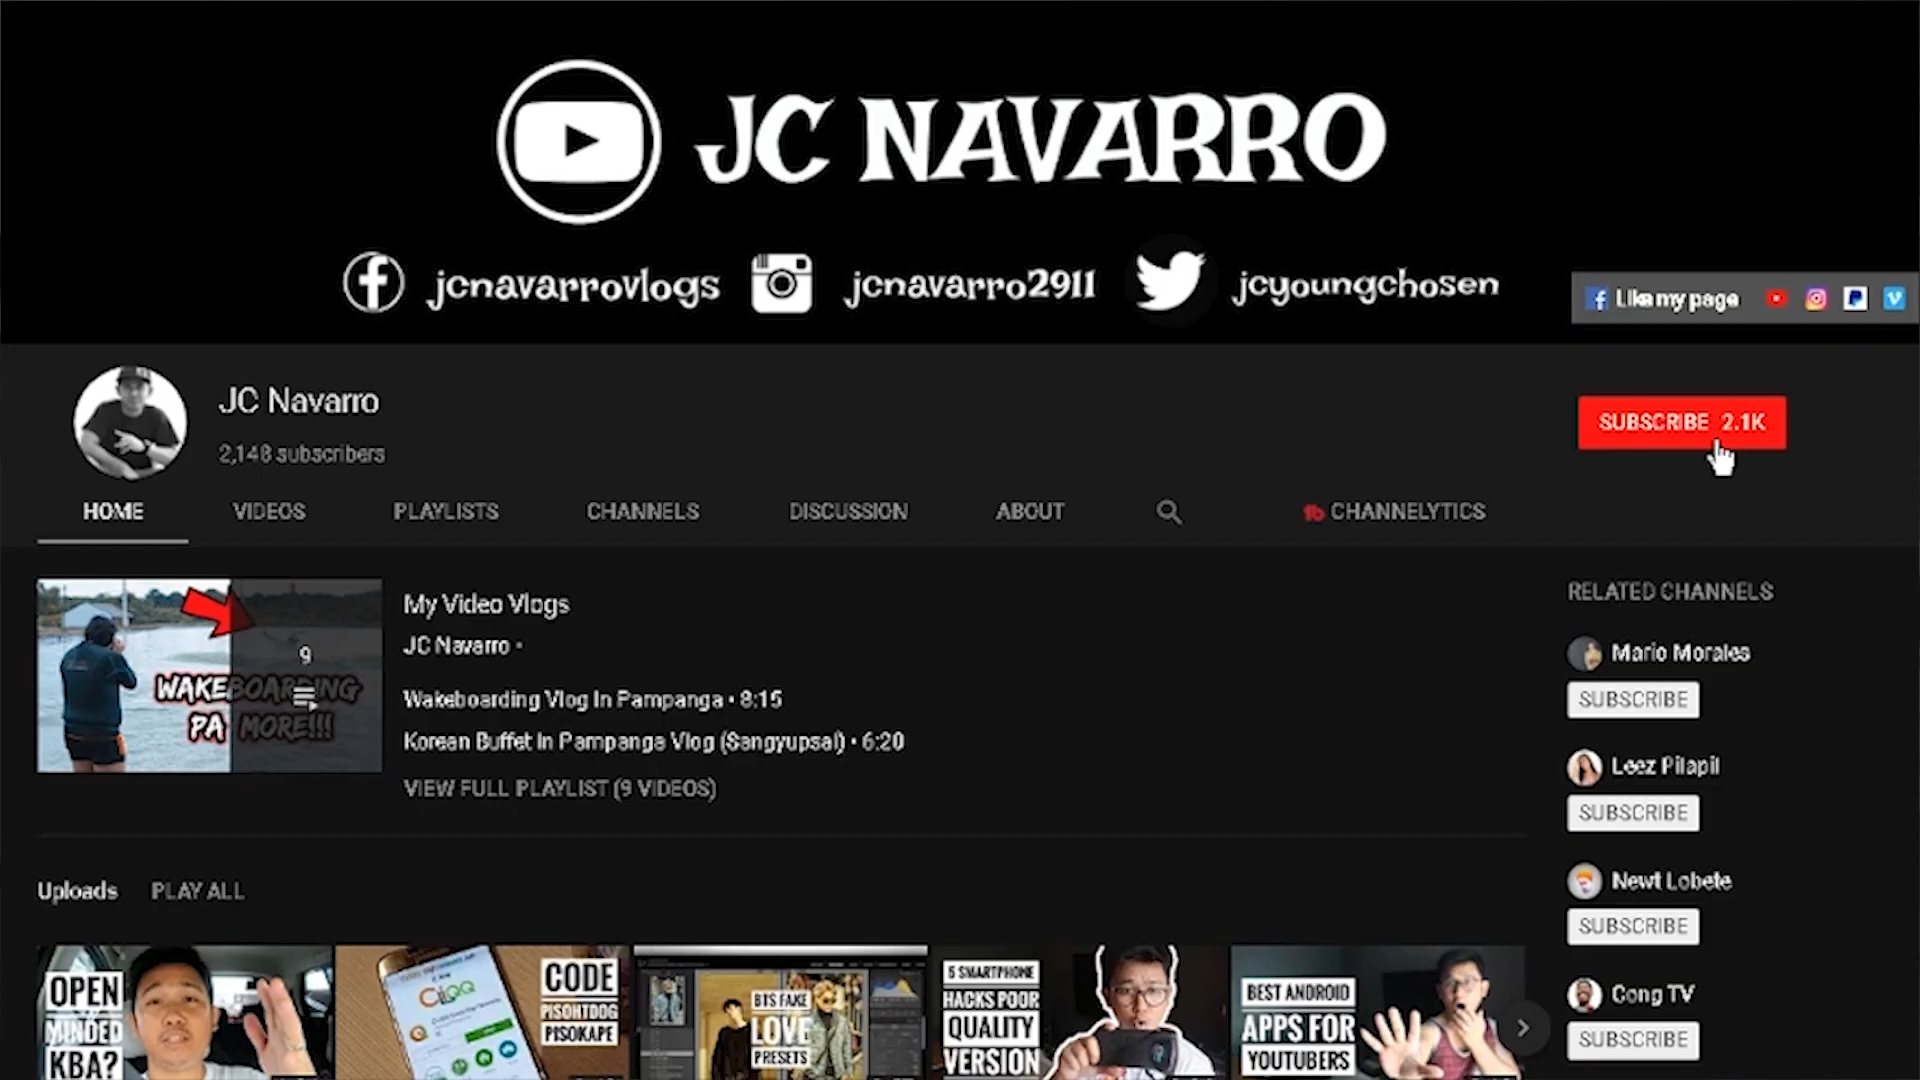 JC NAVARRO
jcnavarrovlogs jcnavarro2911 jcyoungchosen
Like my page
JC Navarro
2,148 subscribers
SUBSCRIBE 2.1K
HOME VIDEOS PLAYLISTS CHANNELS DISCUSSION ABOUT CHANNELYTICS
WAKEBOARDING
PA MORE!!!
9
My Video Vlogs
JC Navarro •
Wakeboarding Vlog In Pampanga • 8:15
Korean Buffet In Pampanga Vlog (Sangyupsal) • 6:20
VIEW FULL PLAYLIST (9 VIDEOS)
RELATED CHANNELS
Mario Morales
SUBSCRIBE
Leez Pilapil
SUBSCRIBE
Newt Lobete
SUBSCRIBE
Cong TV
SUBSCRIBE
Uploads PLAY ALL
OPEN
MINDED
KBA?
CliQQ
CODE
PISOHTDOG
PISOKAPE
BTS FAKE
LOVE
PRESETS
5 SMARTPHONE
HACKS POOR
QUALITY
VERSION
BEST ANDROID
APPS FOR
YOUTUBERS